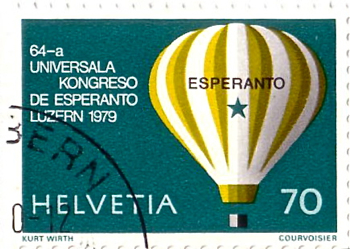 64-a
UNIVERSALA
KONGRESO
DE ESPERANTO
LUZERN 1979
ESPERANTO
HELVETIA 70
KURT WIRTH COURVOISIER